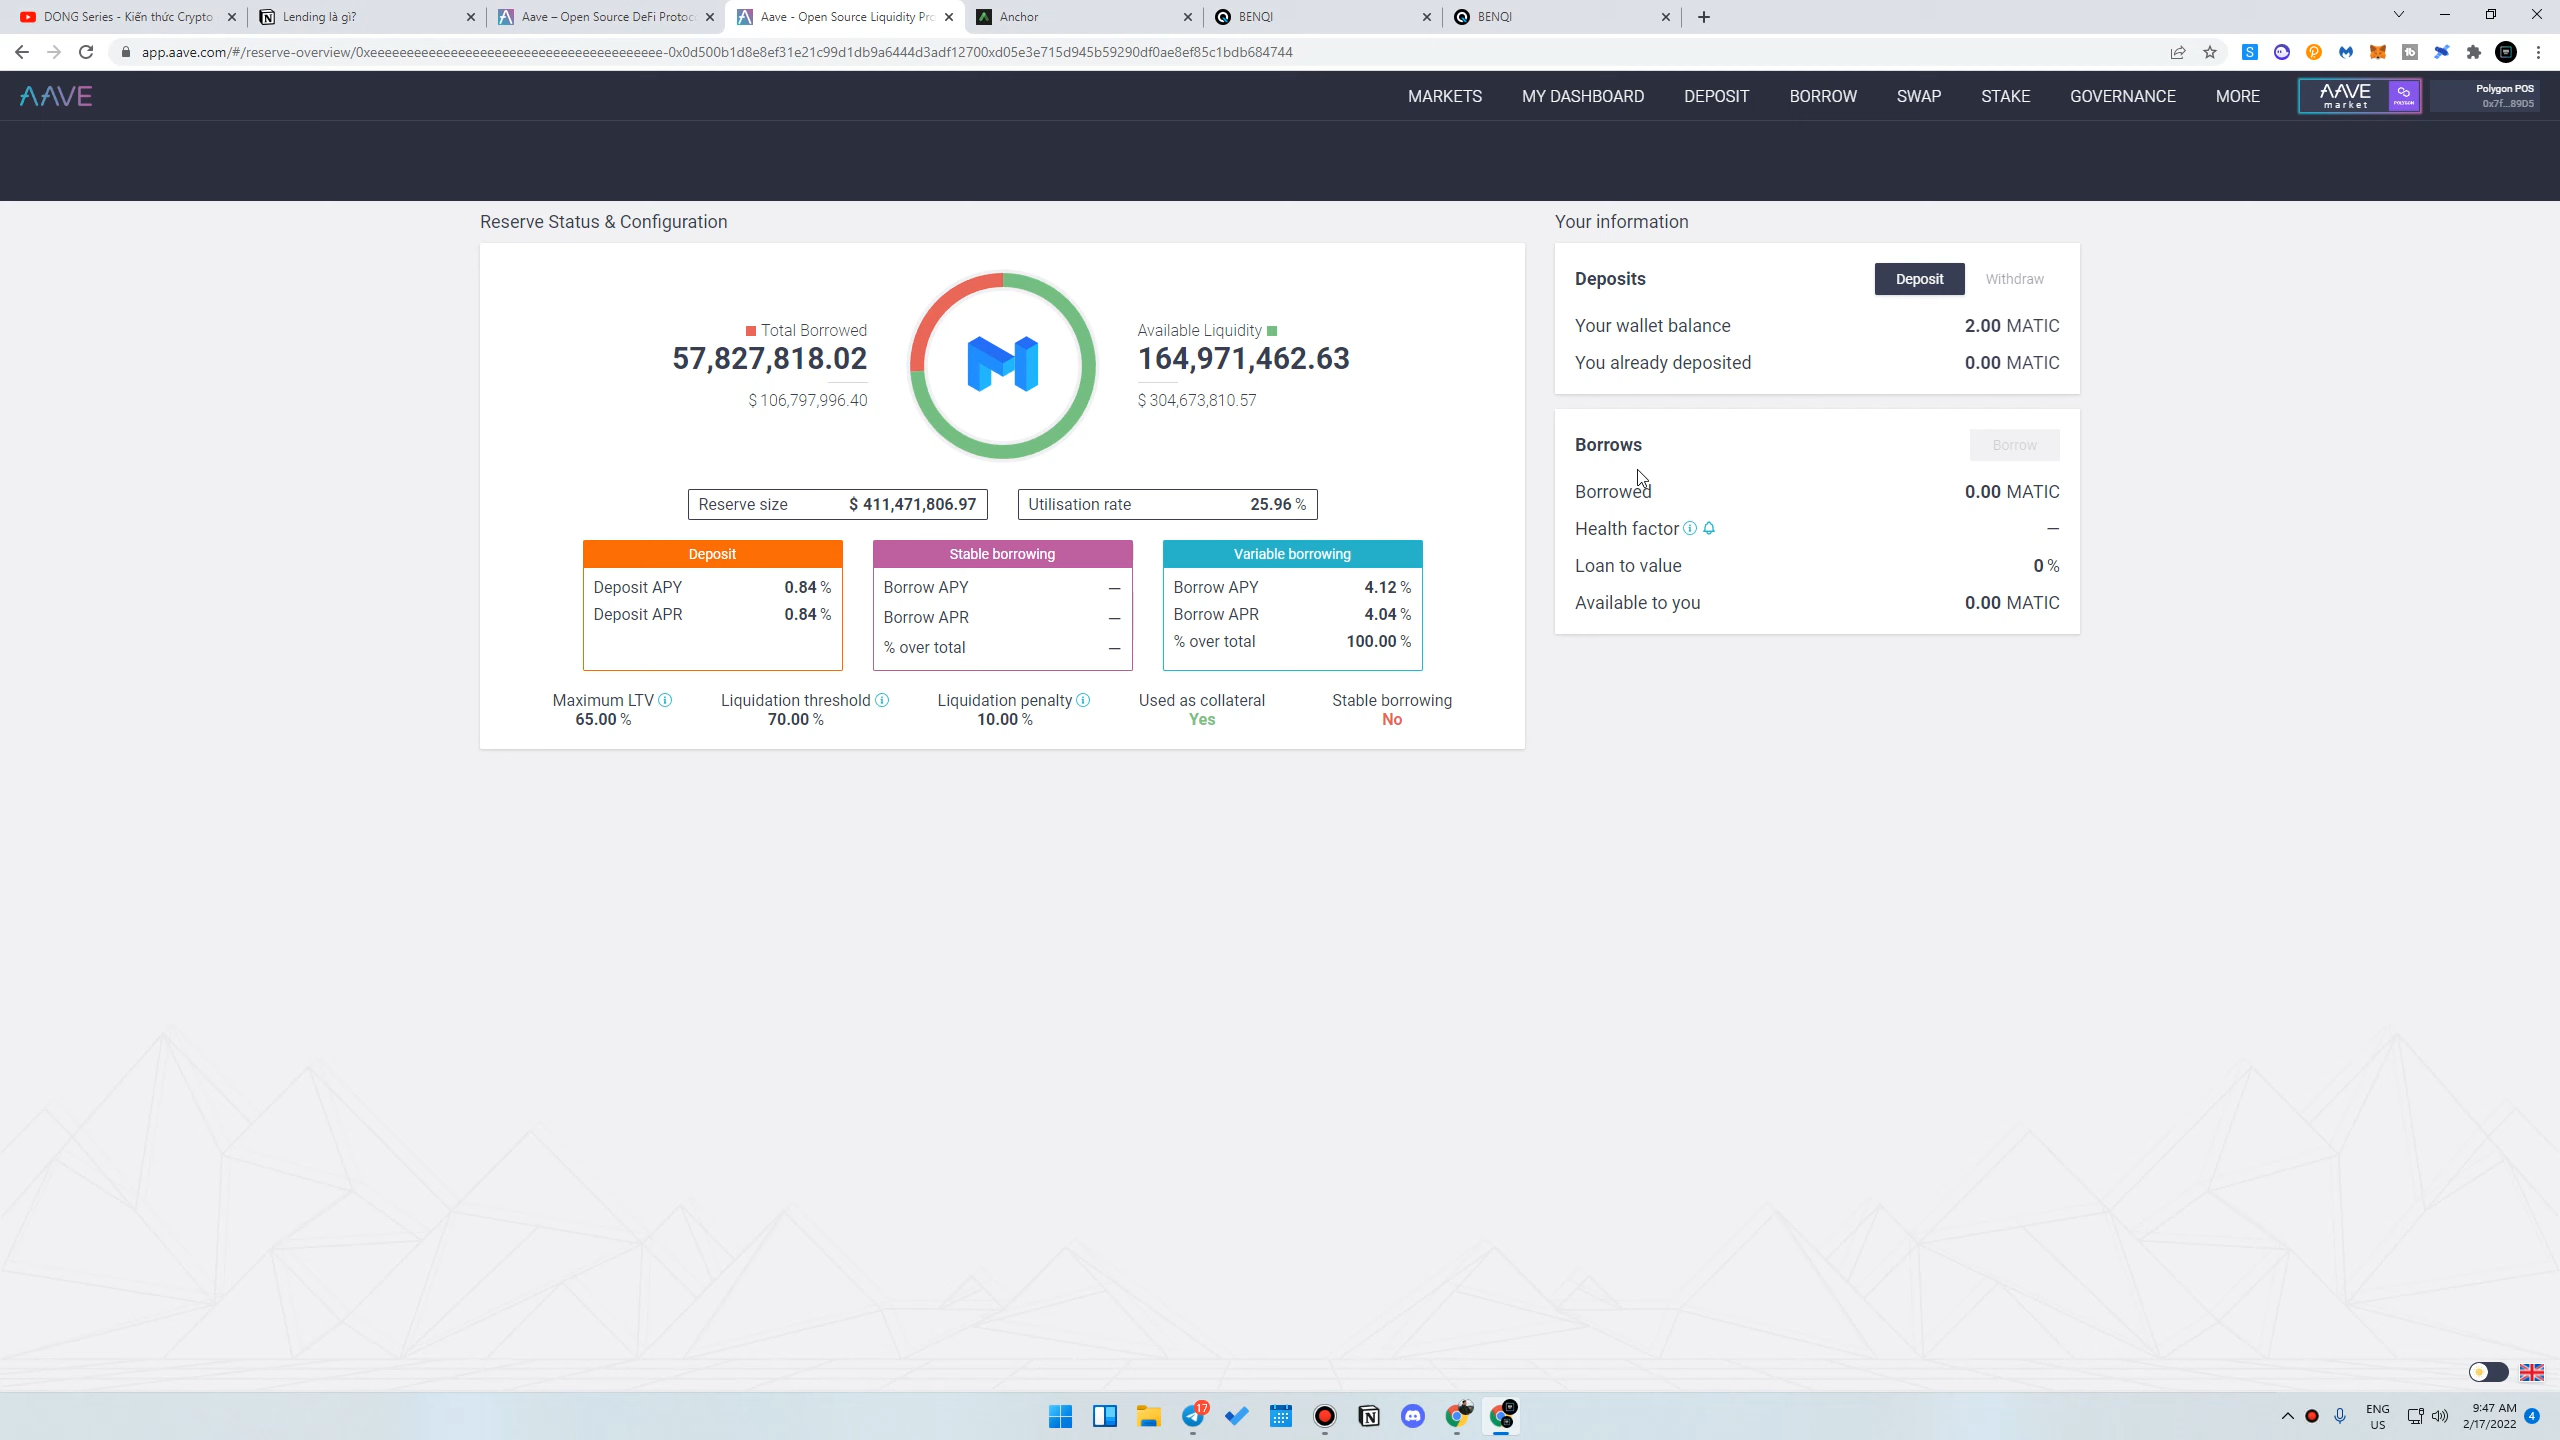 DONG Series - Kiến thức Crypto
Lending là gì?
Aave – Open Source DeFi Protoc
Aave - Open Source Liquidity Pro
Anchor
BENQI
BENQI
AAVE
MARKETS
MY DASHBOARD
DEPOSIT
BORROW
SWAP
STAKE
GOVERNANCE
MORE
AAVE
market
POLYGON
Polygon POS
0x7f...89D5
Reserve Status & Configuration
Your information
Total Borrowed
57,827,818.02
$ 106,797,996.40
Available Liquidity
164,971,462.63
$ 304,673,810.57
Reserve size $ 411,471,806.97
Utilisation rate 25.96 %
Deposit
Deposit APY 0.84 %
Deposit APR 0.84 %
Stable borrowing
Borrow APY —
Borrow APR —
% over total —
Variable borrowing
Borrow APY 4.12 %
Borrow APR 4.04 %
% over total 100.00 %
Maximum LTV
65.00 %
Liquidation threshold
70.00 %
Liquidation penalty
10.00 %
Used as collateral
Yes
Stable borrowing
No
Deposits
Deposit
Withdraw
Your wallet balance 2.00 MATIC
You already deposited 0.00 MATIC
Borrows
Borrow
Borrowed 0.00 MATIC
Health factor —
Loan to value 0 %
Available to you 0.00 MATIC
17
ENG
US
9:47 AM
2/17/2022
4